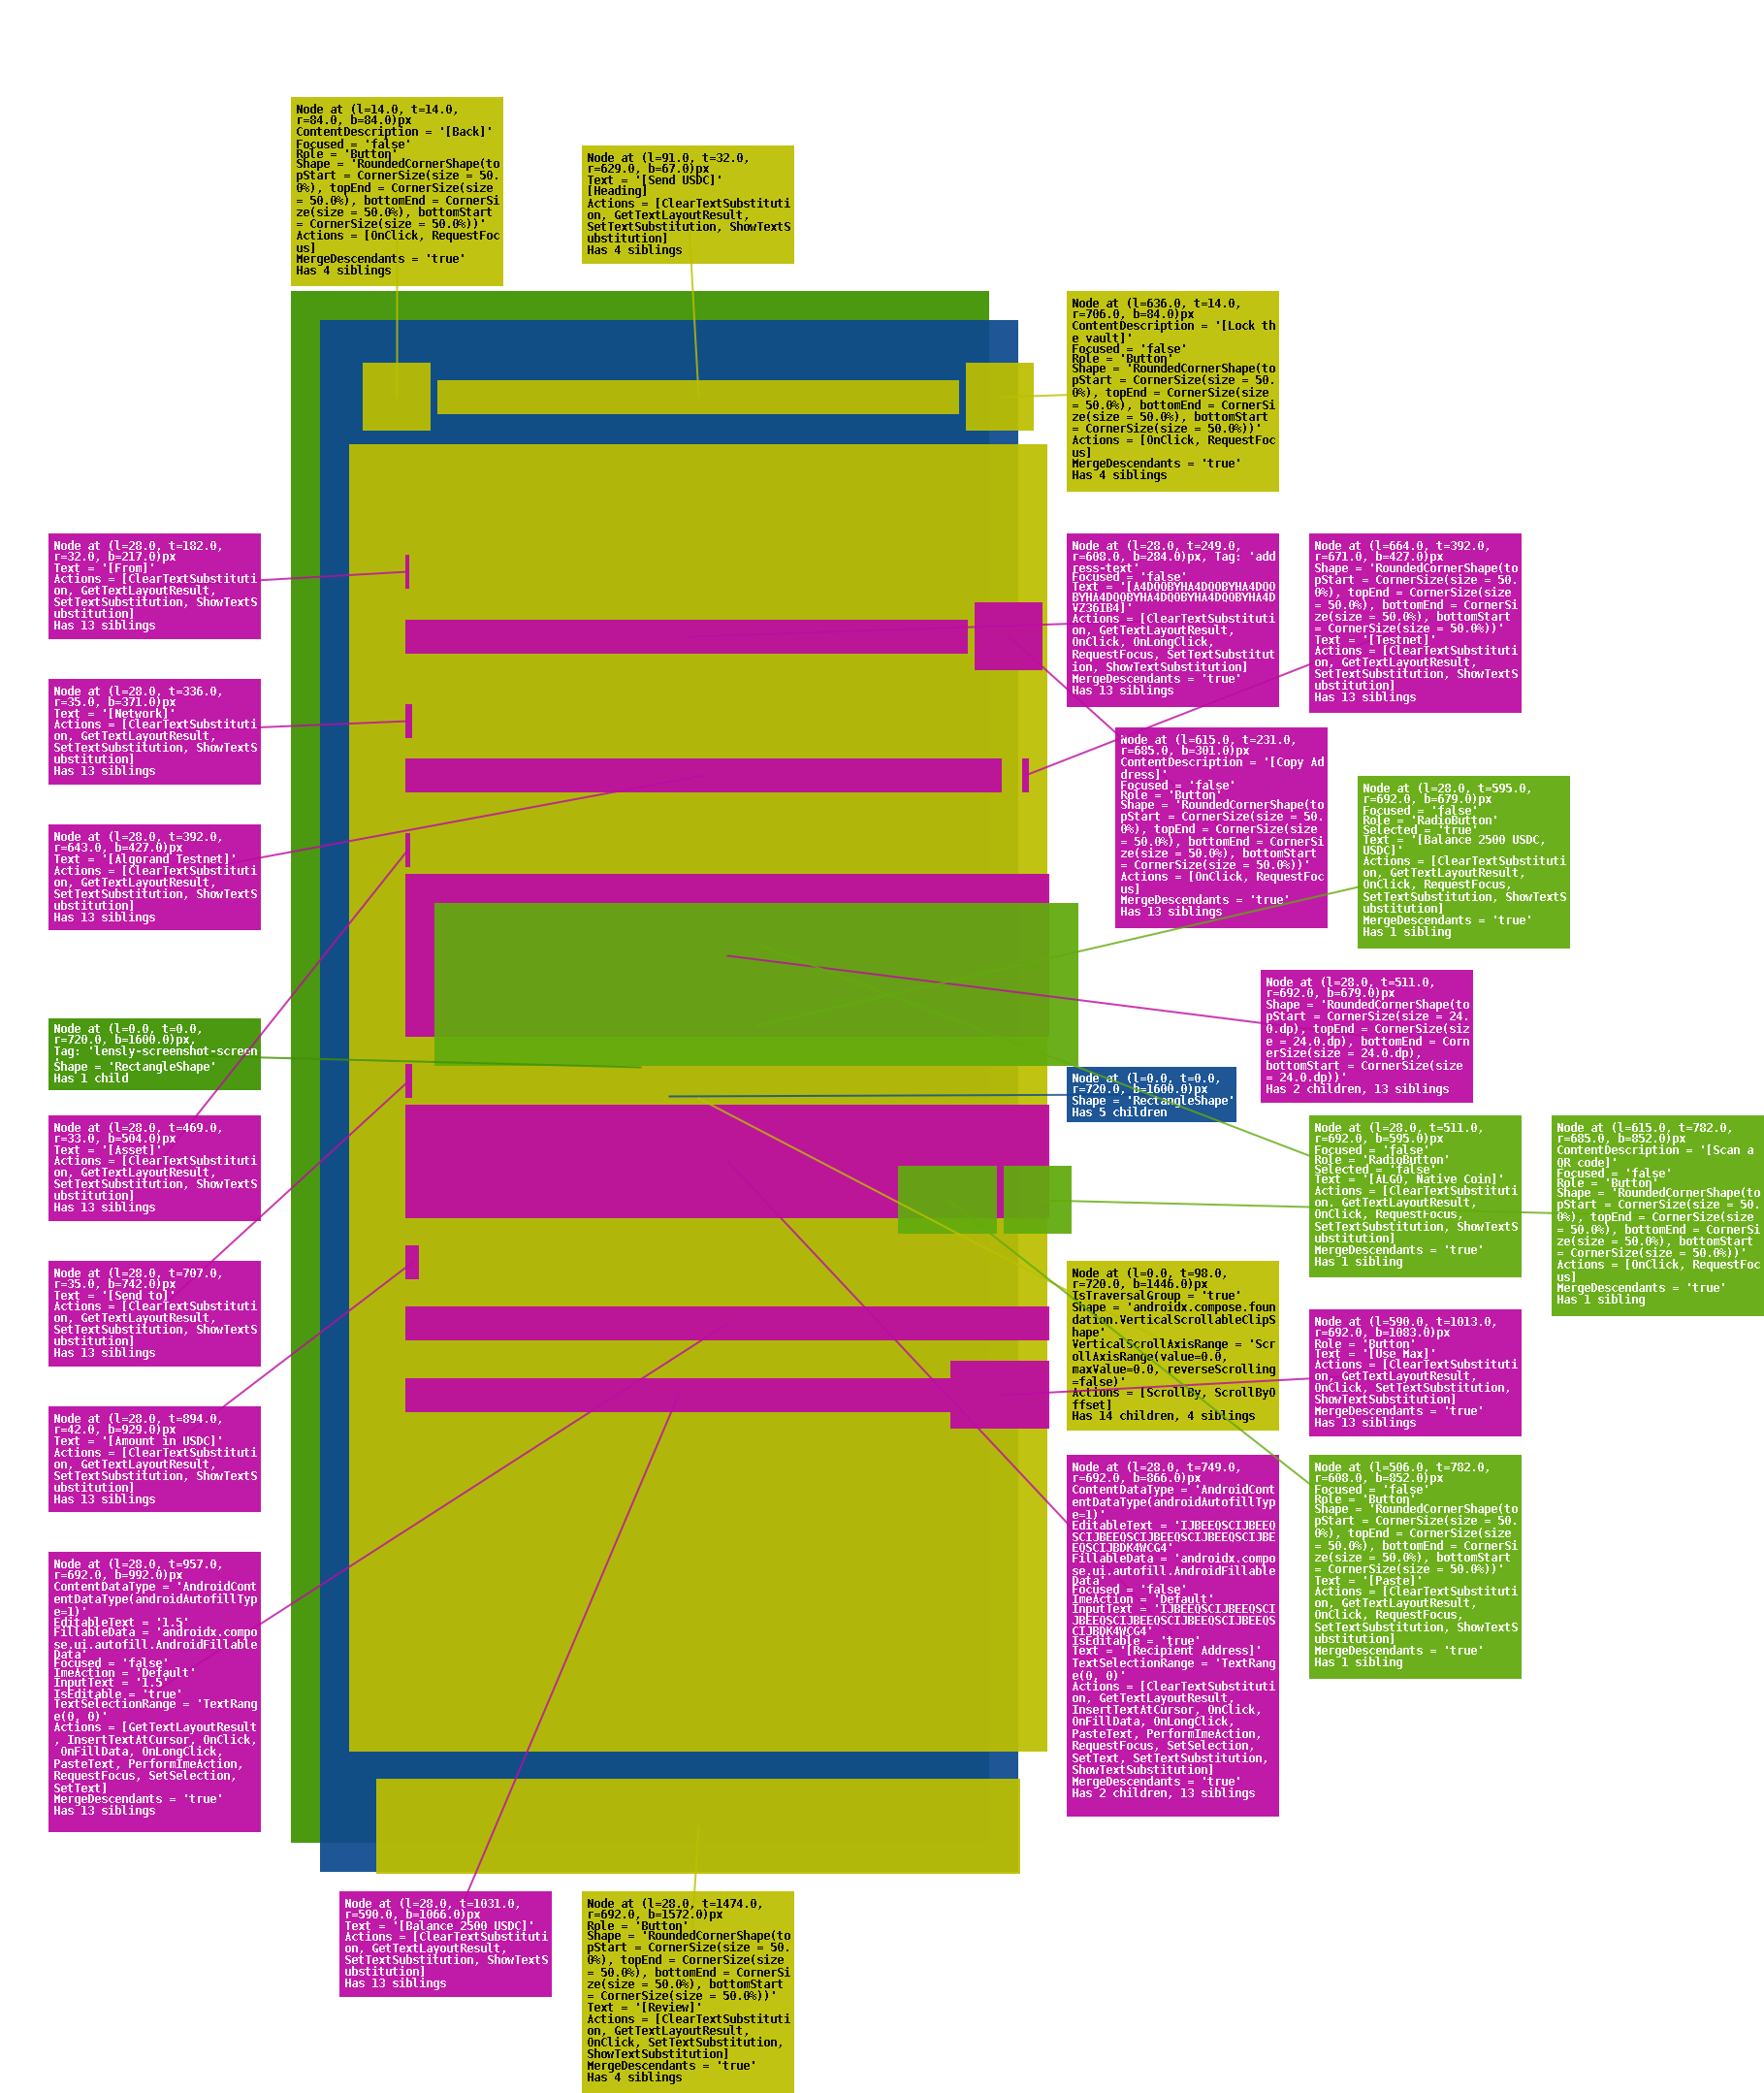 Node at (l=14.0, t=14.0,
r=84.0, b=84.0)px
ContentDescription = '[Back]'
Focused = 'false'
Role = 'Button'
Shape = 'RoundedCornerShape(to
pStart = CornerSize(size = 50.
0%), topEnd = CornerSize(size
= 50.0%), bottomEnd = CornerSi
ze(size = 50.0%), bottomStart
= CornerSize(size = 50.0%))'
Actions = [OnClick, RequestFoc
us]
MergeDescendants = 'true'
Has 4 siblings
Node at (l=91.0, t=32.0,
r=629.0, b=67.0)px
Text = '[Send USDC]'
[Heading]
Actions = [ClearTextSubstituti
on, GetTextLayoutResult,
SetTextSubstitution, ShowTextS
ubstitution]
Has 4 siblings
Node at (l=636.0, t=14.0,
r=706.0, b=84.0)px
ContentDescription = '[Lock th
e vault]'
Focused = 'false'
Role = 'Button'
Shape = 'RoundedCornerShape(to
pStart = CornerSize(size = 50.
0%), topEnd = CornerSize(size
= 50.0%), bottomEnd = CornerSi
ze(size = 50.0%), bottomStart
= CornerSize(size = 50.0%))'
Actions = [OnClick, RequestFoc
us]
MergeDescendants = 'true'
Has 4 siblings
Node at (l=28.0, t=182.0,
r=32.0, b=217.0)px
Text = '[From]'
Actions = [ClearTextSubstituti
on, GetTextLayoutResult,
SetTextSubstitution, ShowTextS
ubstitution]
Has 13 siblings
Node at (l=28.0, t=249.0,
r=608.0, b=284.0)px, Tag: 'add
ress-text'
Focused = 'false'
Text = '[A4DQOBYHA4DQOBYHA4DQO
BYHA4DQOBYHA4DQOBYHA4DQOBYHA4D
VZ36IB4]'
Actions = [ClearTextSubstituti
on, GetTextLayoutResult,
OnClick, OnLongClick,
RequestFocus, SetTextSubstitut
ion, ShowTextSubstitution]
MergeDescendants = 'true'
Has 13 siblings
Node at (l=664.0, t=392.0,
r=671.0, b=427.0)px
Shape = 'RoundedCornerShape(to
pStart = CornerSize(size = 50.
0%), topEnd = CornerSize(size
= 50.0%), bottomEnd = CornerSi
ze(size = 50.0%), bottomStart
= CornerSize(size = 50.0%))'
Text = '[Testnet]'
Actions = [ClearTextSubstituti
on, GetTextLayoutResult,
SetTextSubstitution, ShowTextS
ubstitution]
Has 13 siblings
Node at (l=28.0, t=336.0,
r=35.0, b=371.0)px
Text = '[Network]'
Actions = [ClearTextSubstituti
on, GetTextLayoutResult,
SetTextSubstitution, ShowTextS
ubstitution]
Has 13 siblings
Node at (l=615.0, t=231.0,
r=685.0, b=301.0)px
ContentDescription = '[Copy Ad
dress]'
Focused = 'false'
Role = 'Button'
Shape = 'RoundedCornerShape(to
pStart = CornerSize(size = 50.
0%), topEnd = CornerSize(size
= 50.0%), bottomEnd = CornerSi
ze(size = 50.0%), bottomStart
= CornerSize(size = 50.0%))'
Actions = [OnClick, RequestFoc
us]
MergeDescendants = 'true'
Has 13 siblings
Node at (l=28.0, t=595.0,
r=692.0, b=679.0)px
Focused = 'false'
Role = 'RadioButton'
Selected = 'true'
Text = '[Balance 2500 USDC,
USDC]'
Actions = [ClearTextSubstituti
on, GetTextLayoutResult,
OnClick, RequestFocus,
SetTextSubstitution, ShowTextS
ubstitution]
MergeDescendants = 'true'
Has 1 sibling
Node at (l=28.0, t=392.0,
r=643.0, b=427.0)px
Text = '[Algorand Testnet]'
Actions = [ClearTextSubstituti
on, GetTextLayoutResult,
SetTextSubstitution, ShowTextS
ubstitution]
Has 13 siblings
Node at (l=28.0, t=511.0,
r=692.0, b=679.0)px
Shape = 'RoundedCornerShape(to
pStart = CornerSize(size = 24.
0.dp), topEnd = CornerSize(siz
e = 24.0.dp), bottomEnd = Corn
erSize(size = 24.0.dp),
bottomStart = CornerSize(size
= 24.0.dp))'
Has 2 children, 13 siblings
Node at (l=0.0, t=0.0,
r=720.0, b=1600.0)px,
Tag: 'lensly-screenshot-screen
'
Shape = 'RectangleShape'
Has 1 child
Node at (l=0.0, t=0.0,
r=720.0, b=1600.0)px
Shape = 'RectangleShape'
Has 5 children
Node at (l=28.0, t=469.0,
r=33.0, b=504.0)px
Text = '[Asset]'
Actions = [ClearTextSubstituti
on, GetTextLayoutResult,
SetTextSubstitution, ShowTextS
ubstitution]
Has 13 siblings
Node at (l=28.0, t=511.0,
r=692.0, b=595.0)px
Focused = 'false'
Role = 'RadioButton'
Selected = 'false'
Text = '[ALGO, Native Coin]'
Actions = [ClearTextSubstituti
on, GetTextLayoutResult,
OnClick, RequestFocus,
SetTextSubstitution, ShowTextS
ubstitution]
MergeDescendants = 'true'
Has 1 sibling
Node at (l=615.0, t=782.0,
r=685.0, b=852.0)px
ContentDescription = '[Scan a
QR code]'
Focused = 'false'
Role = 'Button'
Shape = 'RoundedCornerShape(to
pStart = CornerSize(size = 50.
0%), topEnd = CornerSize(size
= 50.0%), bottomEnd = CornerSi
ze(size = 50.0%), bottomStart
= CornerSize(size = 50.0%))'
Actions = [OnClick, RequestFoc
us]
MergeDescendants = 'true'
Has 1 sibling
Node at (l=28.0, t=707.0,
r=35.0, b=742.0)px
Text = '[Send to]'
Actions = [ClearTextSubstituti
on, GetTextLayoutResult,
SetTextSubstitution, ShowTextS
ubstitution]
Has 13 siblings
Node at (l=0.0, t=98.0,
r=720.0, b=1446.0)px
IsTraversalGroup = 'true'
Shape = 'androidx.compose.foun
dation.VerticalScrollableClipS
hape'
VerticalScrollAxisRange = 'Scr
ollAxisRange(value=0.0,
maxValue=0.0, reverseScrolling
=false)'
Actions = [ScrollBy, ScrollByO
ffset]
Has 14 children, 4 siblings
Node at (l=590.0, t=1013.0,
r=692.0, b=1083.0)px
Role = 'Button'
Text = '[Use Max]'
Actions = [ClearTextSubstituti
on, GetTextLayoutResult,
OnClick, SetTextSubstitution,
ShowTextSubstitution]
MergeDescendants = 'true'
Has 13 siblings
Node at (l=28.0, t=894.0,
r=42.0, b=929.0)px
Text = '[Amount in USDC]'
Actions = [ClearTextSubstituti
on, GetTextLayoutResult,
SetTextSubstitution, ShowTextS
ubstitution]
Has 13 siblings
Node at (l=28.0, t=749.0,
r=692.0, b=866.0)px
ContentDataType = 'AndroidCont
entDataType(androidAutofillTyp
e=1)'
EditableText = 'IJBEEQSCIJBEEQ
SCIJBEEQSCIJBEEQSCIJBEEQSCIJBE
EQSCIJBDK4WCG4'
FillableData = 'androidx.compo
se.ui.autofill.AndroidFillable
Data'
Focused = 'false'
ImeAction = 'Default'
InputText = 'IJBEEQSCIJBEEQSCI
JBEEQSCIJBEEQSCIJBEEQSCIJBEEQS
CIJBDK4WCG4'
IsEditable = 'true'
Text = '[Recipient Address]'
TextSelectionRange = 'TextRang
e(0, 0)'
Actions = [ClearTextSubstituti
on, GetTextLayoutResult,
InsertTextAtCursor, OnClick,
OnFillData, OnLongClick,
PasteText, PerformImeAction,
RequestFocus, SetSelection,
SetText, SetTextSubstitution,
ShowTextSubstitution]
MergeDescendants = 'true'
Has 2 children, 13 siblings
Node at (l=506.0, t=782.0,
r=608.0, b=852.0)px
Focused = 'false'
Role = 'Button'
Shape = 'RoundedCornerShape(to
pStart = CornerSize(size = 50.
0%), topEnd = CornerSize(size
= 50.0%), bottomEnd = CornerSi
ze(size = 50.0%), bottomStart
= CornerSize(size = 50.0%))'
Text = '[Paste]'
Actions = [ClearTextSubstituti
on, GetTextLayoutResult,
OnClick, RequestFocus,
SetTextSubstitution, ShowTextS
ubstitution]
MergeDescendants = 'true'
Has 1 sibling
Node at (l=28.0, t=957.0,
r=692.0, b=992.0)px
ContentDataType = 'AndroidCont
entDataType(androidAutofillTyp
e=1)'
EditableText = '1.5'
FillableData = 'androidx.compo
se.ui.autofill.AndroidFillable
Data'
Focused = 'false'
ImeAction = 'Default'
InputText = '1.5'
IsEditable = 'true'
TextSelectionRange = 'TextRang
e(0, 0)'
Actions = [GetTextLayoutResult
, InsertTextAtCursor, OnClick,
OnFillData, OnLongClick,
PasteText, PerformImeAction,
RequestFocus, SetSelection,
SetText]
MergeDescendants = 'true'
Has 13 siblings
Node at (l=28.0, t=1031.0,
r=590.0, b=1066.0)px
Text = '[Balance 2500 USDC]'
Actions = [ClearTextSubstituti
on, GetTextLayoutResult,
SetTextSubstitution, ShowTextS
ubstitution]
Has 13 siblings
Node at (l=28.0, t=1474.0,
r=692.0, b=1572.0)px
Role = 'Button'
Shape = 'RoundedCornerShape(to
pStart = CornerSize(size = 50.
0%), topEnd = CornerSize(size
= 50.0%), bottomEnd = CornerSi
ze(size = 50.0%), bottomStart
= CornerSize(size = 50.0%))'
Text = '[Review]'
Actions = [ClearTextSubstituti
on, GetTextLayoutResult,
OnClick, SetTextSubstitution,
ShowTextSubstitution]
MergeDescendants = 'true'
Has 4 siblings